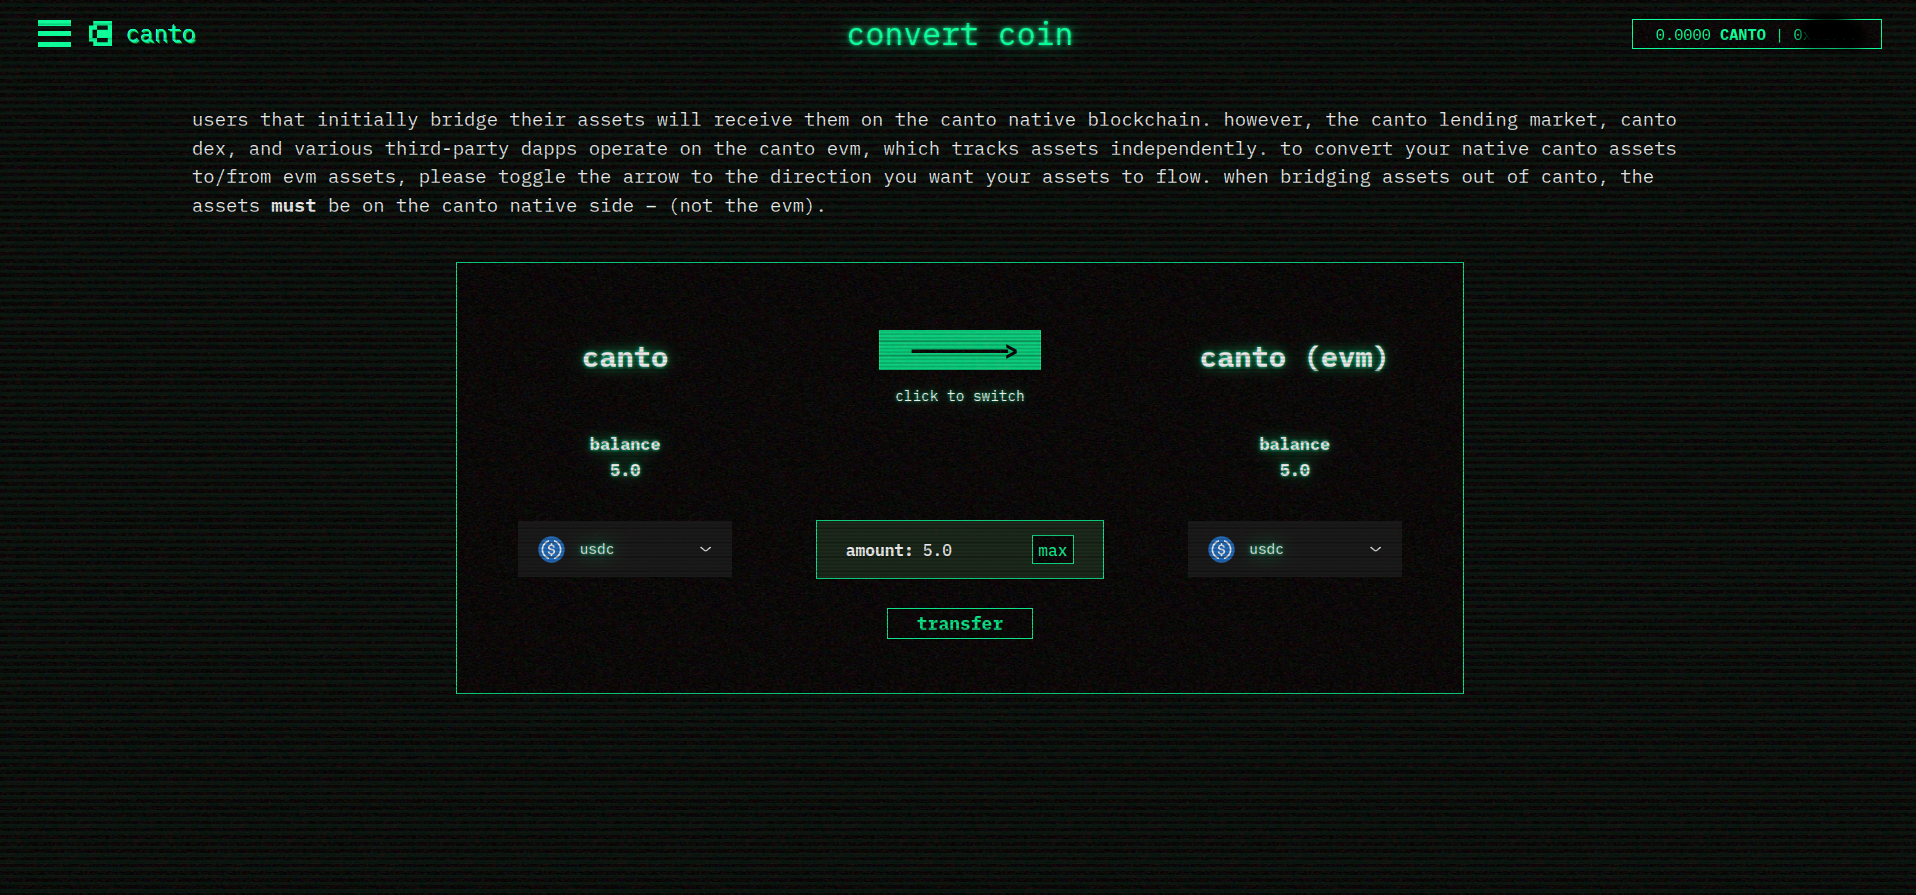 canto
convert coin
0.0000 CANTO | 0
users that initially bridge their assets will receive them on the canto native blockchain. however, the canto lending market, canto
dex, and various third-party dapps operate on the canto evm, which tracks assets independently. to convert your native canto assets
to/from evm assets, please toggle the arrow to the direction you want your assets to flow. when bridging assets out of canto, the
assets must be on the canto native side – (not the evm).
canto
canto (evm)
click to switch
balance
5.0
balance
5.0
usdc
amount: 5.0
max
usdc
transfer